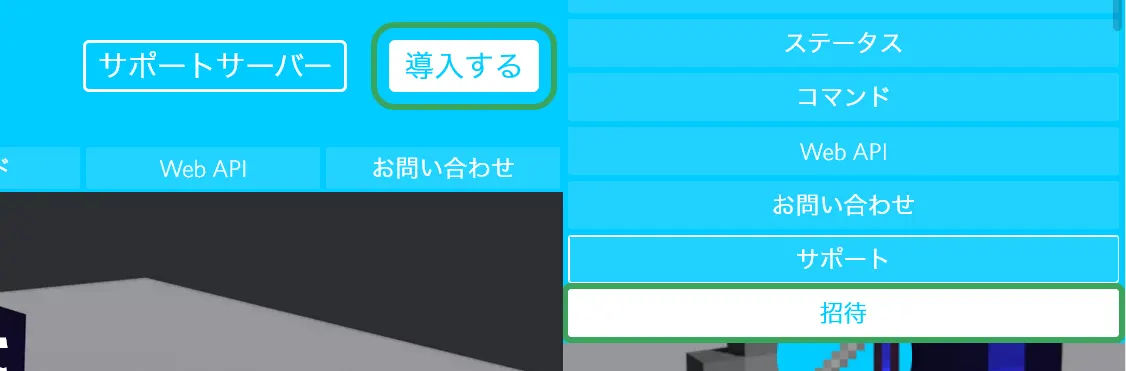 サポートサーバー
導入する
ド
Web API
お問い合わせ
ステータス
コマンド
Web API
お問い合わせ
サポート
招待